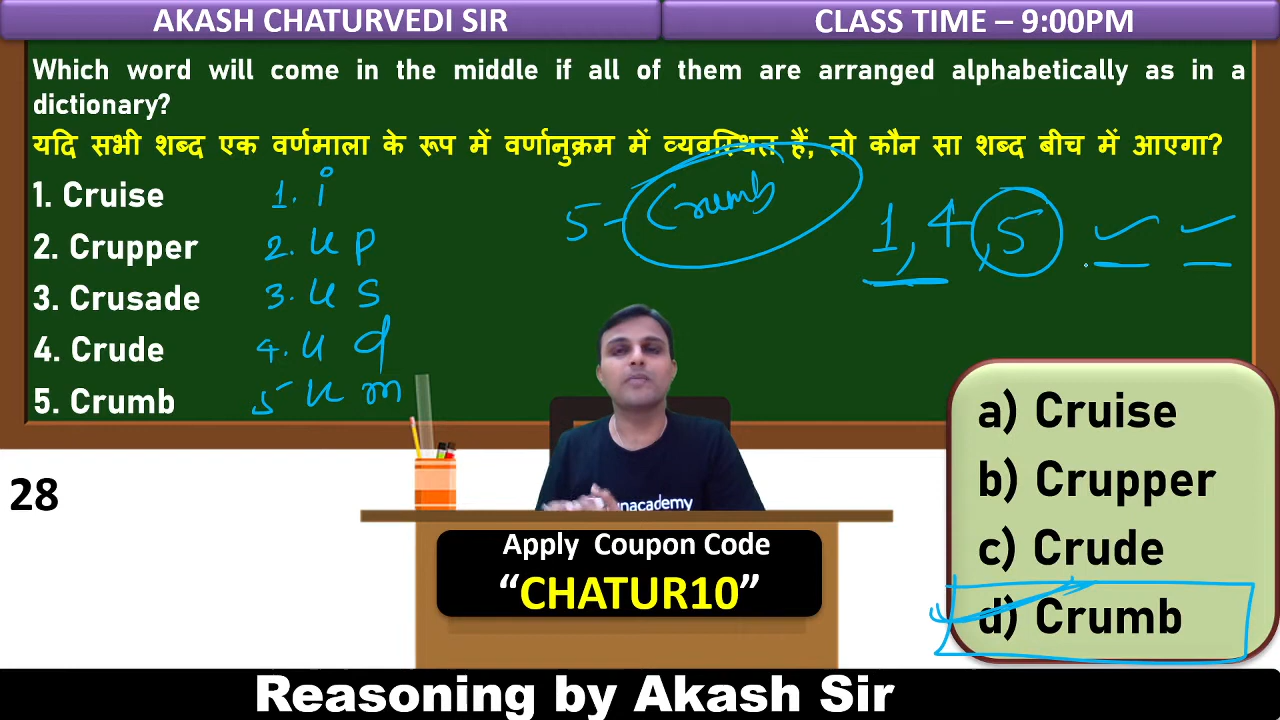 AKASH CHATURVEDI SIR
CLASS TIME – 9:00PM
Which word will come in the middle if all of them are arranged alphabetically as in a
dictionary?
यदि सभी शब्द एक वर्णमाला के रूप में वर्णानुक्रम में व्यवस्थित हैं, तो कौन सा शब्द बीच में आएगा?
1. Cruise
2. Crupper
3. Crusade
4. Crude
5. Crumb
1. i
2. u p
3. u s
4. u d
5 u m
5- Crumb
1, 4, 5
a) Cruise
b) Crupper
c) Crude
d) Crumb
28
unacademy
Apply Coupon Code
“CHATUR10”
Reasoning by Akash Sir